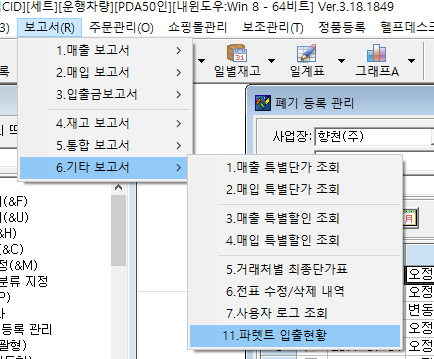 CID][세트][운행차량][PDA50인][내윈도우:Win 8 - 64비트] Ver.3.18.1849
3) 보고서(R) 주문관리(O) 쇼핑몰관리 보조관리(T) 정품등록 헬프데스크
1.매출 보고서
2.매입 보고서
3.입출금보고서
4.재고 보고서
5.통합 보고서
6.기타 보고서
일별재고 일계표 그래프A
폐기 등록 관리
사업장: 향천(주)
1.매출 특별단가 조회
2.매입 특별단가 조회
3.매출 특별할인 조회
4.매입 특별할인 조회
5.거래처별 최종단가표
6.전표 수정/삭제 내역
7.사용자 로그 조회
11.파렛트 입출현황
(&F)
(&U)
(&H)
(&C)
정(&M)
분류 지정
(&P)
등록 관리
괄형)
오정
오정
변동
오정
오정
오정